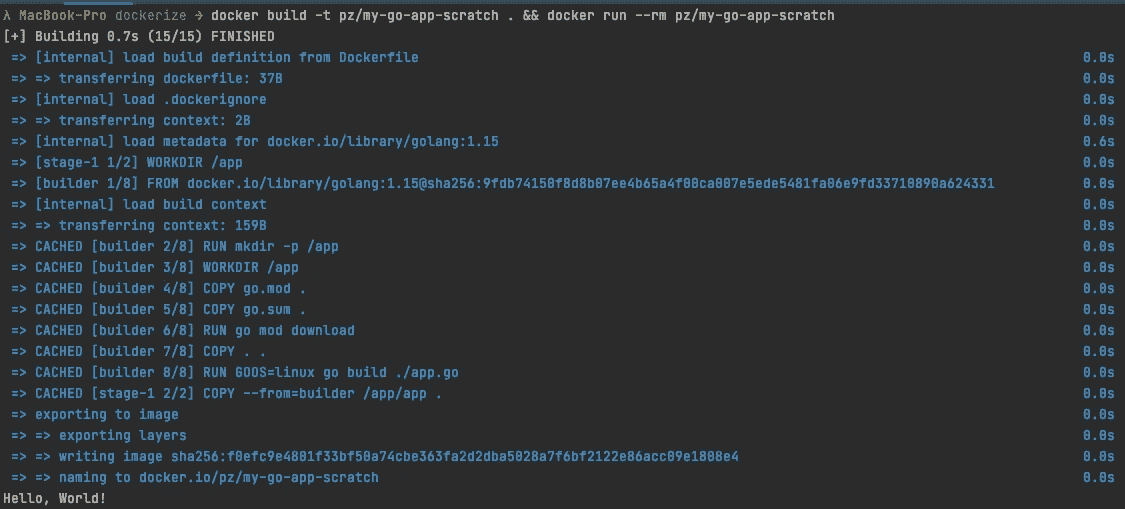 λ MacBook-Pro dockerize → docker build -t pz/my-go-app-scratch . && docker run --rm pz/my-go-app-scratch
[+] Building 0.7s (15/15) FINISHED
=> [internal] load build definition from Dockerfile 0.0s
=> => transferring dockerfile: 37B 0.0s
=> [internal] load .dockerignore 0.0s
=> => transferring context: 2B 0.0s
=> [internal] load metadata for docker.io/library/golang:1.15 0.6s
=> [stage-1 1/2] WORKDIR /app 0.0s
=> [builder 1/8] FROM docker.io/library/golang:1.15@sha256:9fdb74150f8d8b07ee4b65a4f00ca007e5ede5481fa06e9fd33710890a624331 0.0s
=> [internal] load build context 0.0s
=> => transferring context: 159B 0.0s
=> CACHED [builder 2/8] RUN mkdir -p /app 0.0s
=> CACHED [builder 3/8] WORKDIR /app 0.0s
=> CACHED [builder 4/8] COPY go.mod . 0.0s
=> CACHED [builder 5/8] COPY go.sum . 0.0s
=> CACHED [builder 6/8] RUN go mod download 0.0s
=> CACHED [builder 7/8] COPY . . 0.0s
=> CACHED [builder 8/8] RUN GOOS=linux go build ./app.go 0.0s
=> CACHED [stage-1 2/2] COPY --from=builder /app/app . 0.0s
=> exporting to image 0.0s
=> => exporting layers 0.0s
=> => writing image sha256:f0efc9e4801f33bf50a74cbe363fa2d2dba5028a7f6bf2122e86acc09e1808e4 0.0s
=> => naming to docker.io/pz/my-go-app-scratch 0.0s
Hello, World!